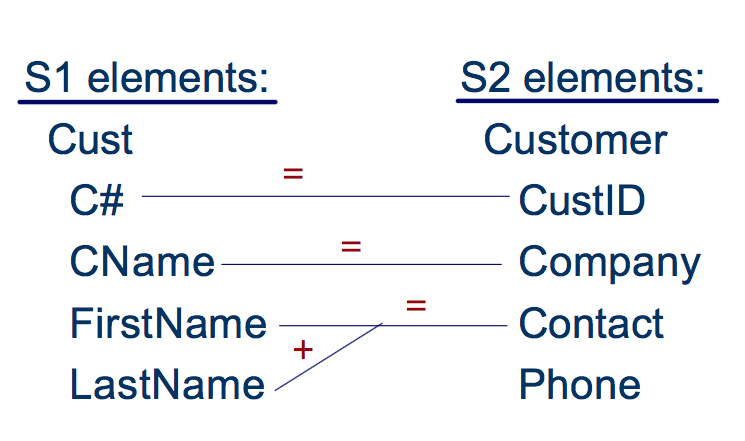 S1 elements: S2 elements:
Cust Customer
=
C# CustID
=
CName Company
=
FirstName Contact
+
LastName Phone